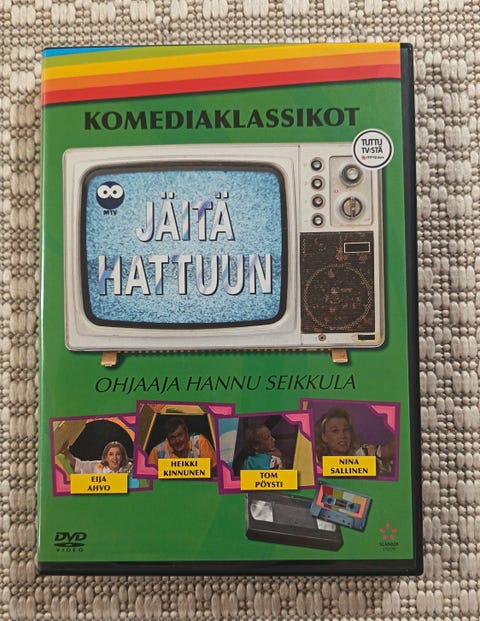 KOMEDIAKLASSIKOT
TUTTU
TV:STÄ
MTV
JÄITÄ
HATTUUN
OHJAAJA HANNU SEIKKULA
EIJA
AHVO
HEIKKI
KINNUNEN
TOM
PÖYSTI
NINA
SALLINEN
DVD
VIDEO